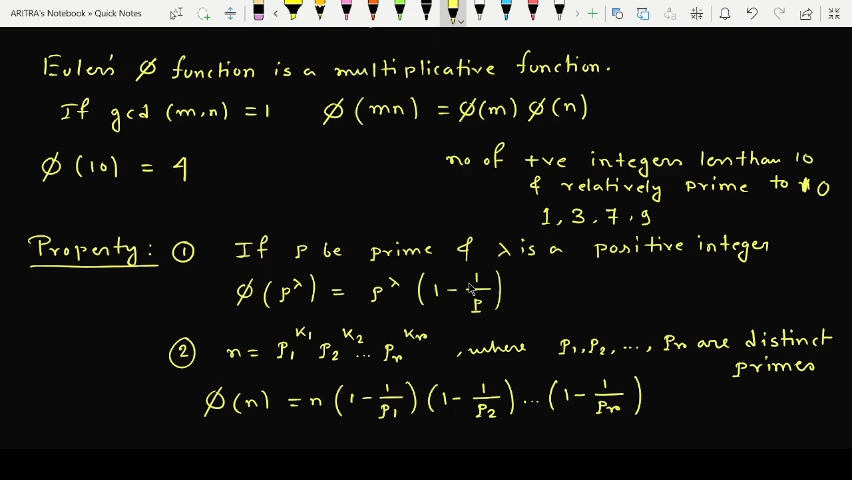 ARITRA's Notebook » Quick Notes
Euler's φ function is a multiplicative function.
If gcd (m,n) = 1 φ (mn) = φ(m) φ(n)
φ (10) = 4
no of +ve integers less than 10
& relatively prime to 10
1, 3, 7, 9
Property: ① If p be prime & λ is a positive integer
φ (p^λ) = p^λ (1 - 1/p)
② n = p₁^K₁ p₂^K₂ ... pᵣ^Kᵣ, where p₁, p₂, ..., pᵣ are distinct
primes
φ(n) = n (1 - 1/p₁) (1 - 1/p₂) ... (1 - 1/pᵣ)